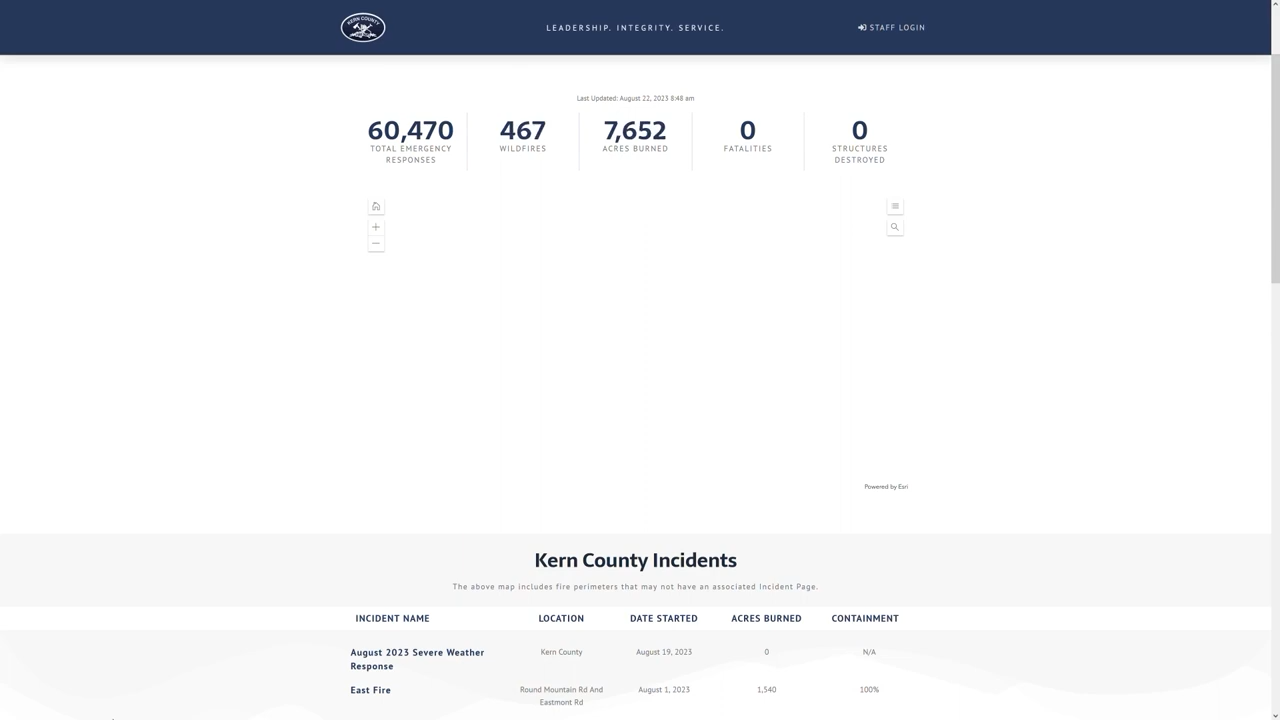 KERN COUNTY
LEADERSHIP. INTEGRITY. SERVICE.
STAFF LOGIN
Last Updated: August 22, 2023 8:48 am
60,470
TOTAL EMERGENCY
RESPONSES
467
WILDFIRES
7,652
ACRES BURNED
0
FATALITIES
0
STRUCTURES
DESTROYED
Powered by Esri
Kern County Incidents
The above map includes fire perimeters that may not have an associated Incident Page.
INCIDENT NAME LOCATION DATE STARTED ACRES BURNED CONTAINMENT
August 2023 Severe Weather
Response
Kern County August 19, 2023 0 N/A
East Fire
Round Mountain Rd And
Eastmont Rd
August 1, 2023 1,540 100%